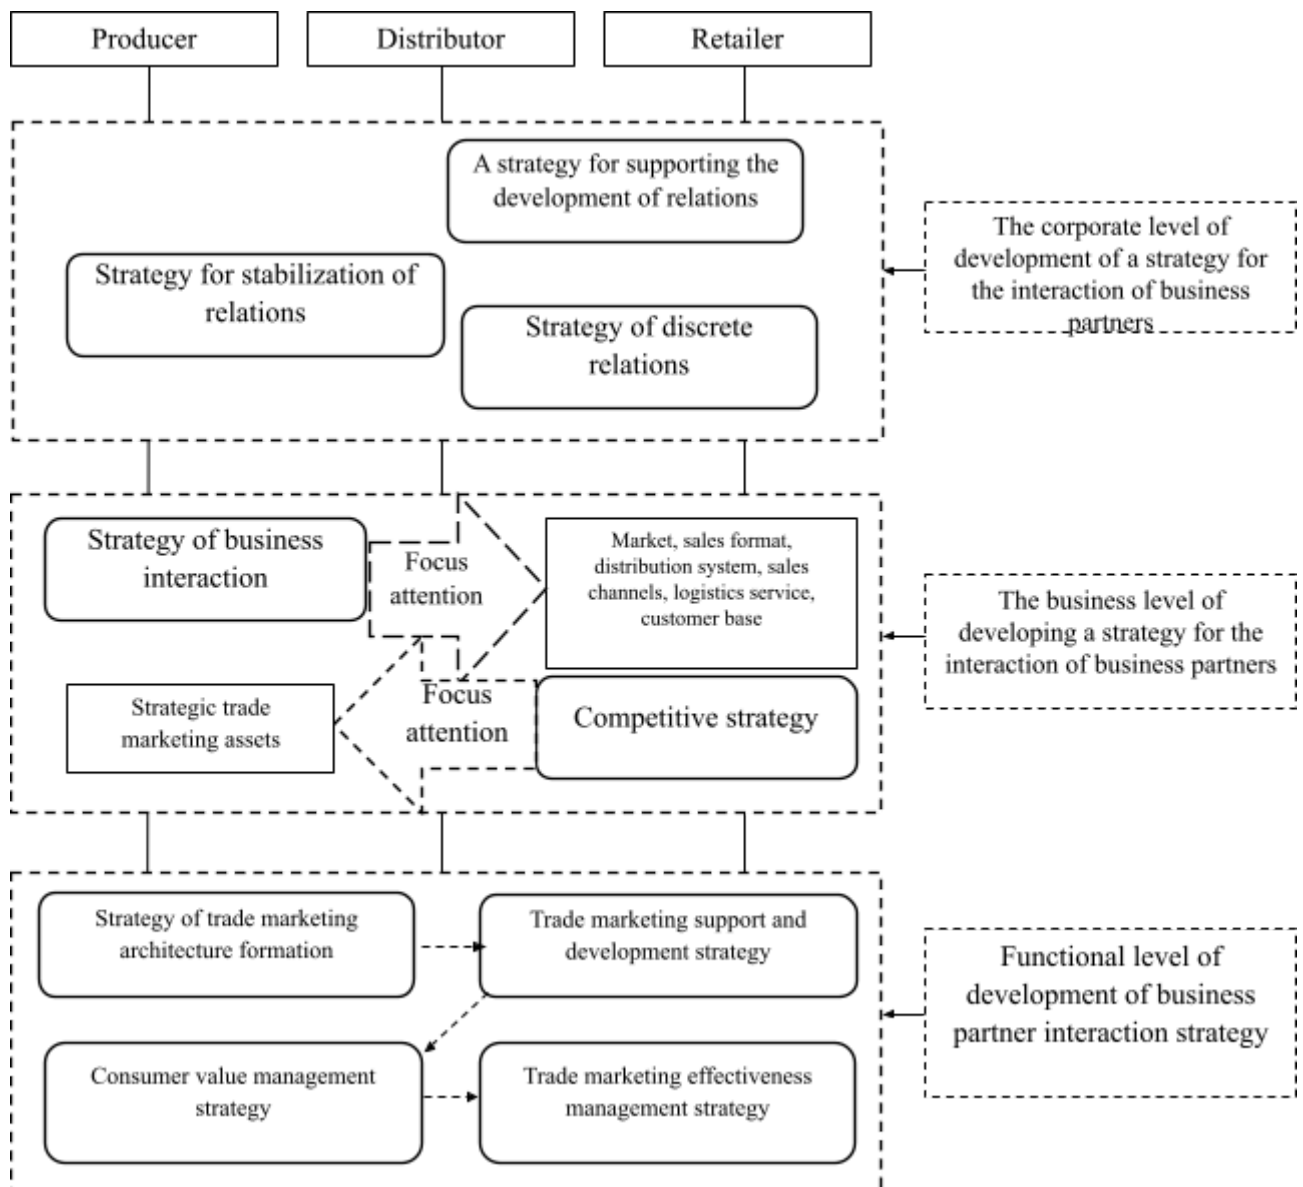 Producer
Distributor
Retailer
A strategy for supporting the
development of relations
Strategy for stabilization of
relations
Strategy of discrete
relations
The corporate level of
development of a strategy for
the interaction of business
partners
Strategy of business
interaction
Focus
attention
Market, sales format,
distribution system, sales
channels, logistics service,
customer base
Strategic trade
marketing assets
Focus
attention
Competitive strategy
The business level of
developing a strategy for the
interaction of business partners
Strategy of trade marketing
architecture formation
Trade marketing support and
development strategy
Consumer value management
strategy
Trade marketing effectiveness
management strategy
Functional level of
development of business
partner interaction strategy